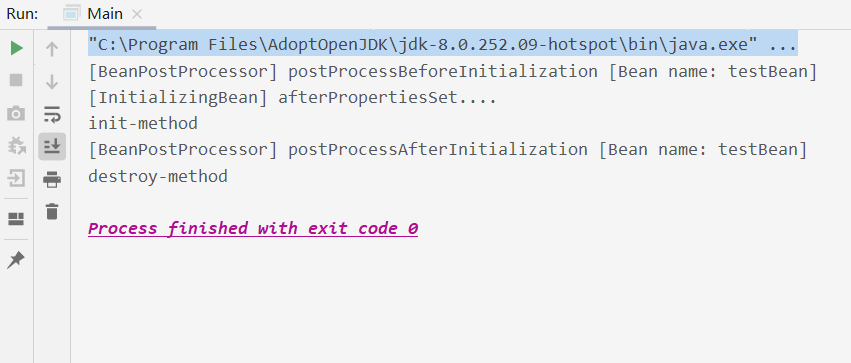 Run: Main
"C:\Program Files\AdoptOpenJDK\jdk-8.0.252.09-hotspot\bin\java.exe" ...
[BeanPostProcessor] postProcessBeforeInitialization [Bean name: testBean]
[InitializingBean] afterPropertiesSet....
init-method
[BeanPostProcessor] postProcessAfterInitialization [Bean name: testBean]
destroy-method
Process finished with exit code 0